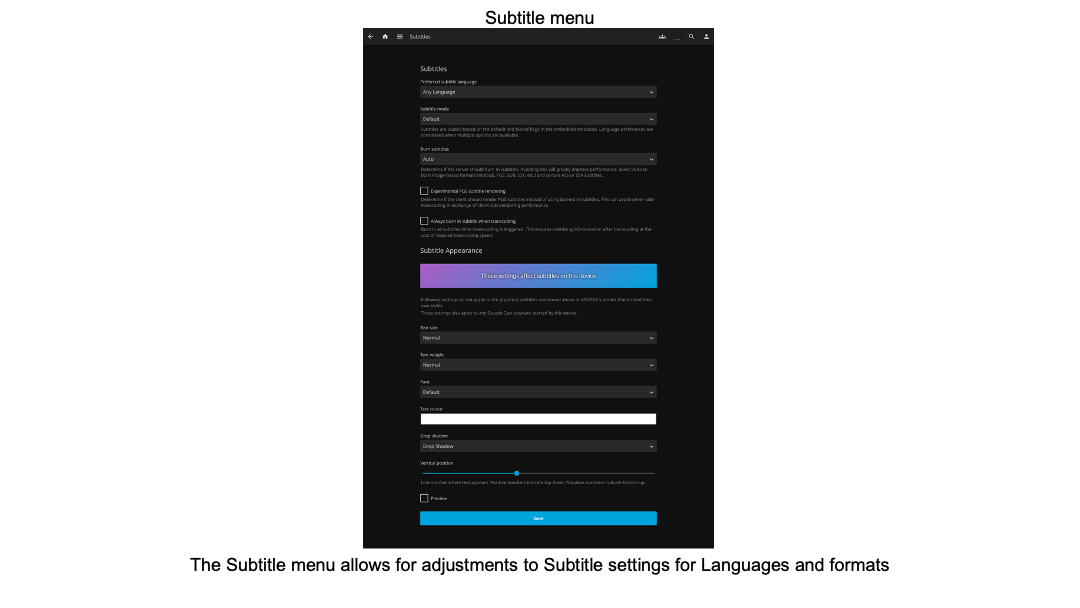 Subtitle menu
Subtitles
Subtitles
Preferred subtitle language
Any Language
Subtitle mode
Default
Subtitles are loaded based on the default and forced flags in the embedded metadata. Language preferences are
considered when multiple options are available.
Burn subtitles
Auto
Determine if the server should burn in subtitles. Avoiding this will greatly improve performance. Select Auto to
burn image-based formats (VobSub, PGS, SUB, IDX, etc.) and certain ASS or SSA subtitles.
Experimental PGS subtitle rendering
Determine if the client should render PGS subtitles instead of using burned in subtitles. This can avoid server-side
transcoding in exchange of client-side rendering performance.
Always burn in subtitle when transcoding
Burn in all subtitles when transcoding is triggered. This ensures subtitle synchronisation after transcoding at the
cost of reduced transcoding speed.
Subtitle Appearance
These settings affect subtitles on this device
Following settings do not apply to the graphical subtitles mentioned above or ASS/SSA subtitles that embed their
own styles.
These settings also apply to any Google Cast playback started by this device.
Text size
Normal
Text weight
Normal
Font
Default
Text colour
Drop shadow
Drop Shadow
Vertical position
Line number where text appears. Positive numbers indicate top down. Negative numbers indicate bottom up.
Preview
Save
The Subtitle menu allows for adjustments to Subtitle settings for Languages and formats